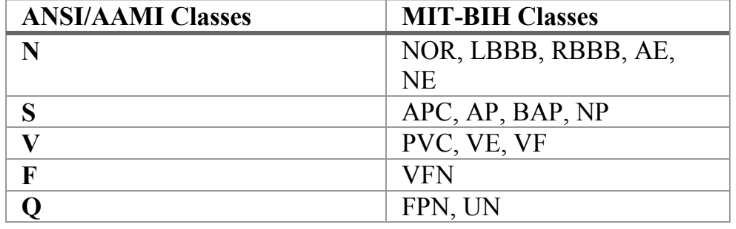 ANSI/AAMI Classes MIT-BIH Classes
N NOR, LBBB, RBBB, AE,
NE
S APC, AP, BAP, NP
V PVC, VE, VF
F VFN
Q FPN, UN